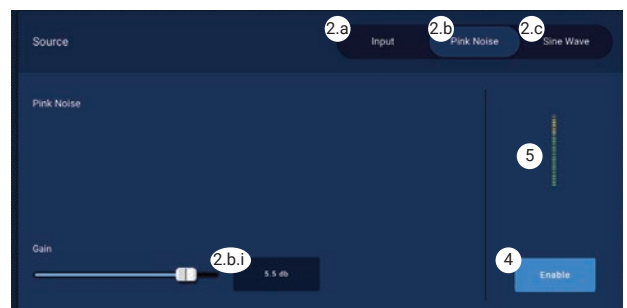 2.a 2.b 2.c
Source Input Pink Noise Sine Wave
Pink Noise
5
Gain 2.b.i 4
5.5 db Enable